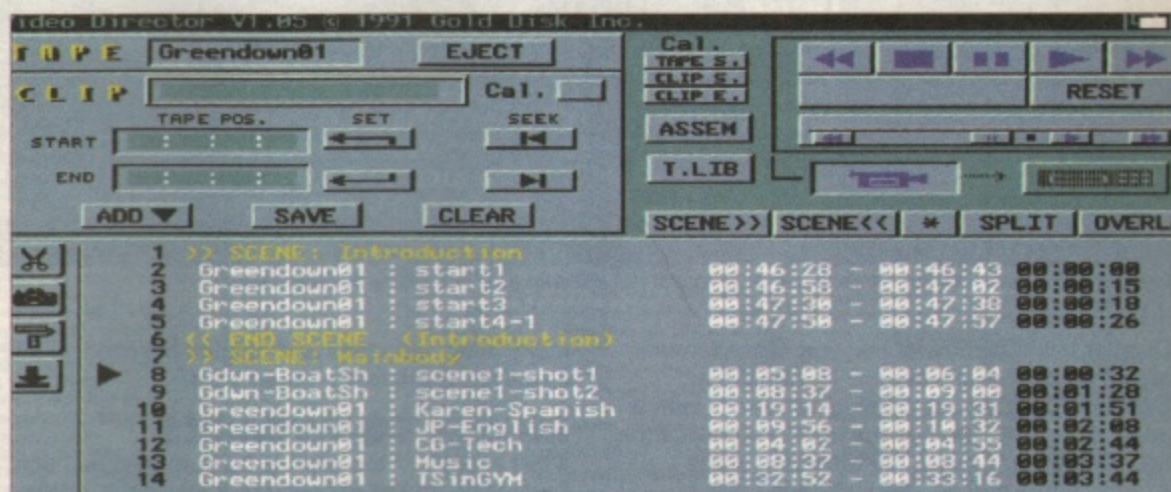 ideo Director V1.05 © 1991 Gold Disk Inc.
TAPE Greendown01 EJECT
CLIP Cal.
TAPE POS. SET SEEK
START : : :
END : : :
ADD SAVE CLEAR
Cal.
TAPE S.
CLIP S.
CLIP E.
ASSEM
T.LIB
RESET
SCENE>> SCENE<< * SPLIT OVERL
1 >> SCENE: Introduction
2 Greendown01 : start1 00:46:28 - 00:46:43 00:00:00
3 Greendown01 : start2 00:46:58 - 00:47:02 00:00:15
4 Greendown01 : start3 00:47:30 - 00:47:38 00:00:18
5 Greendown01 : start4-1 00:47:50 - 00:47:57 00:00:26
6 << END SCENE (Introduction)
7 >> SCENE: Mainbody
8 Gdwn-BoatSh : scene1-shot1 00:05:08 - 00:06:04 00:00:32
9 Gdwn-BoatSh : scene1-shot2 00:08:37 - 00:09:00 00:01:28
10 Greendown01 : Karen-Spanish 00:19:14 - 00:19:31 00:01:51
11 Greendown01 : JP-English 00:09:56 - 00:10:32 00:02:08
12 Greendown01 : CG-Tech 00:04:02 - 00:04:55 00:02:44
13 Greendown01 : Music 00:08:37 - 00:08:44 00:03:37
14 Greendown01 : TSinGYM 00:32:52 - 00:33:16 00:03:44